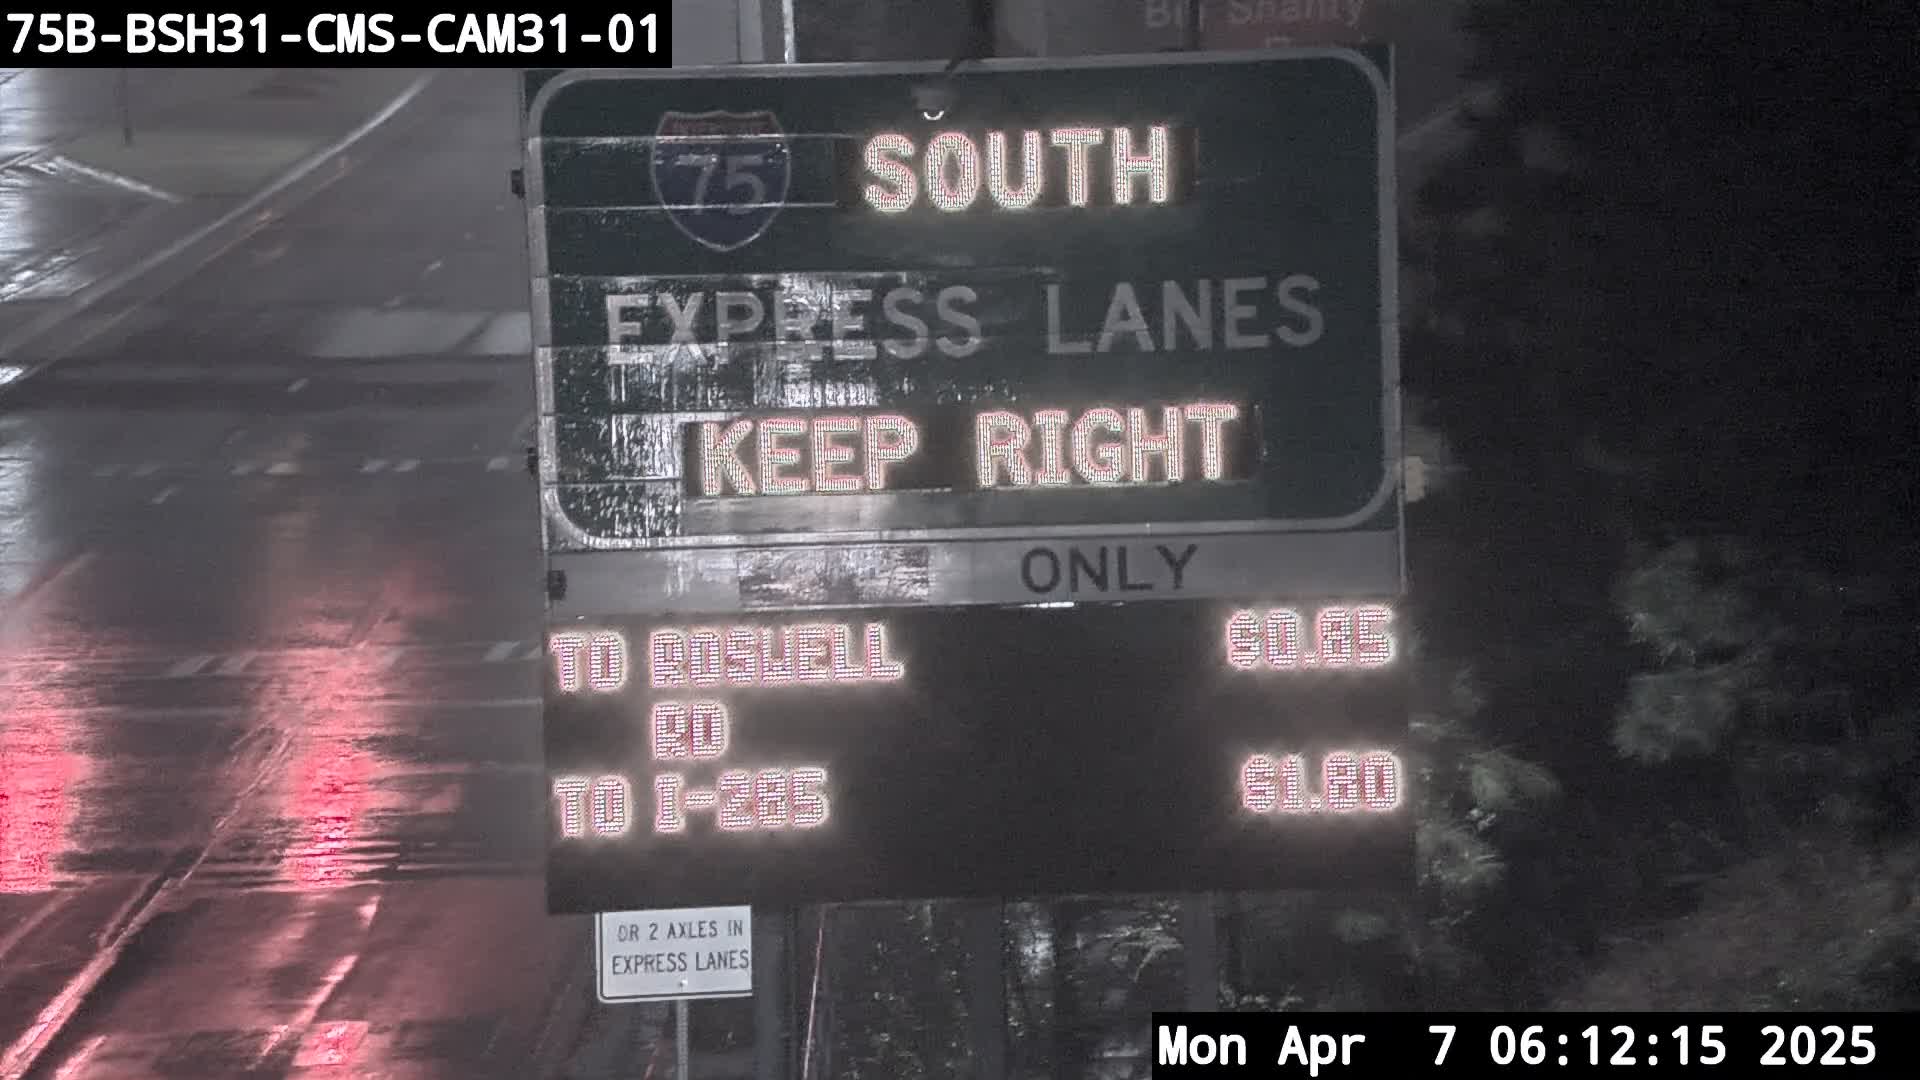 75B-BSH31-CMS-CAM31-01
Shanty
75 SOUTH
EXPRESS LANES
KEEP RIGHT
ONLY
TO ROSWELL $0.85
RD
TO I-285 $1.80
OR 2 AXLES IN
EXPRESS LANES
Mon Apr 7 06:12:15 2025